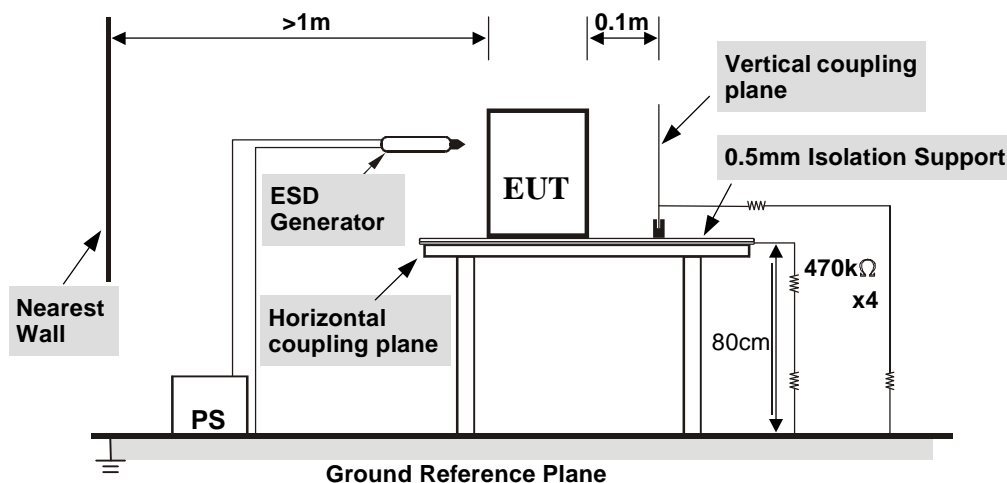 >1m
0.1m
Vertical coupling
plane
0.5mm Isolation Support
ESD
Generator
EUT
Nearest
Wall
Horizontal
coupling plane
470kΩ
x4
80cm
PS
Ground Reference Plane